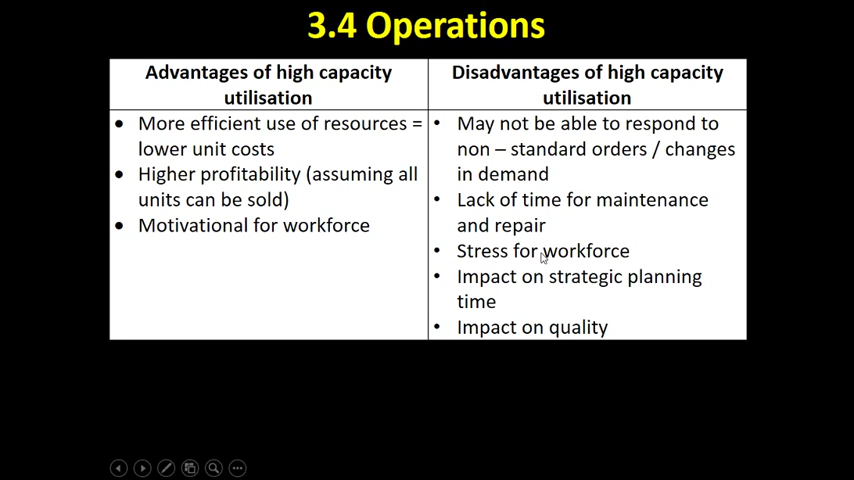 3.4 Operations
Advantages of high capacity
utilisation
• More efficient use of resources =
lower unit costs
• Higher profitability (assuming all
units can be sold)
• Motivational for workforce
Disadvantages of high capacity
utilisation
• May not be able to respond to
non – standard orders / changes
in demand
• Lack of time for maintenance
and repair
• Stress for workforce
• Impact on strategic planning
time
• Impact on quality